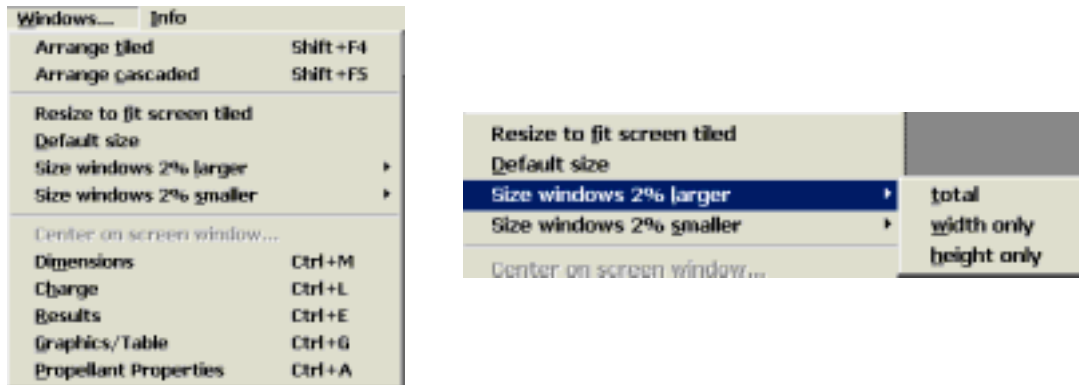 Windows.... Info
Arrange tiled Shift+F4
Arrange cascaded Shift+F5
Resize to fit screen tiled
Default size
Size windows 2% larger
Size windows 2% smaller
Center on screen window...
Dimensions Ctrl+M
Charge Ctrl+L
Results Ctrl+E
Graphics/Table Ctrl+G
Propellant Properties Ctrl+A
Resize to fit screen tiled
Default size
Size windows 2% larger
total
Size windows 2% smaller
width only
height only
Center on screen window...